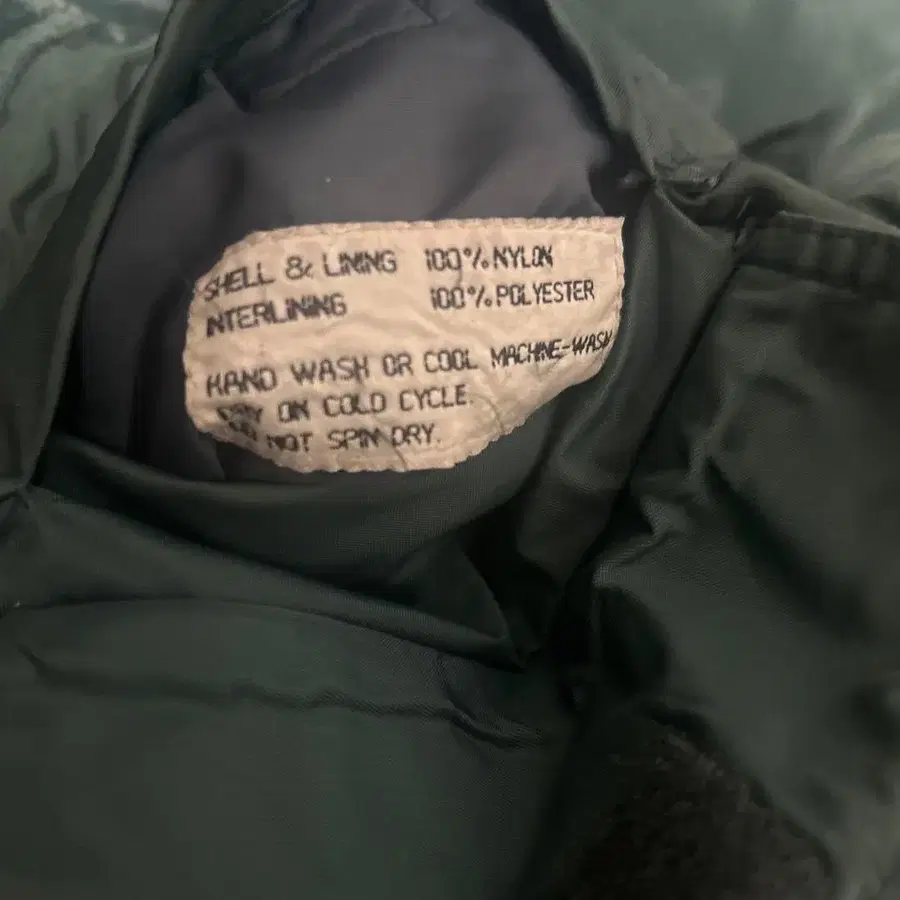 SHELL & LINING 100% NYLON
INTERLINING 100% POLYESTER
HAND WASH OR COOL MACHINE-WASH
DRY ON COLD CYCLE.
DO NOT SPIN DRY.